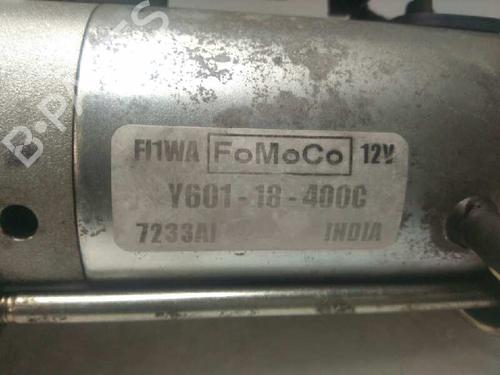 B-PARTS
FI1WA FoMoCo 12V
Y601-18-400C
7233AI INDIA